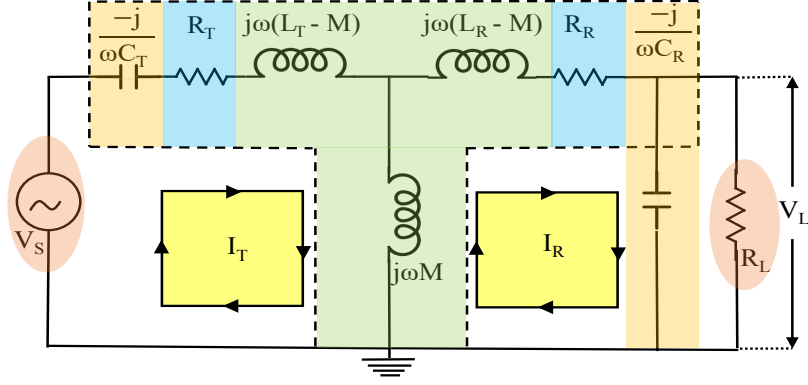 −j
ωC_T
R_T
jω(L_T - M)
jω(L_R - M)
R_R
−j
ωC_R
V_S
I_T
jωM
I_R
R_L
V_L